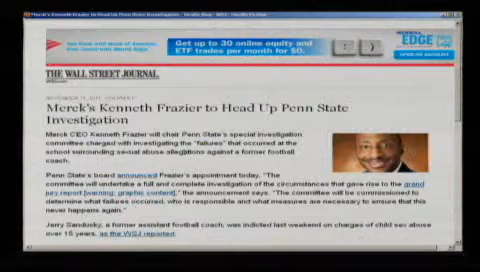 Merck's Kenneth Frazier to Head Up Penn State Investigation - Health Blog - WSJ
Get up to 30 online equity and
ETF trades per month for $0.
MERRILL
EDGE
THE WALL STREET JOURNAL
Merck's Kenneth Frazier to Head Up Penn State
Investigation
Merck CEO Kenneth Frazier will chair Penn State's special investigation
committee charged with investigating the "failures" that occurred at the
school surrounding sexual abuse allegations against a former football
coach.
Penn State's board announced Frazier's appointment today. "The
committee will undertake a full and complete investigation of the circumstances that gave rise to the grand
jury report [warning: graphic content]," the announcement says. "The committee will be commissioned to
determine what failures occurred, who is responsible and what measures are necessary to ensure that this
never happens again."
Jerry Sandusky, a former assistant football coach, was indicted last weekend on charges of child sex abuse
over 15 years, as the WSJ reported.